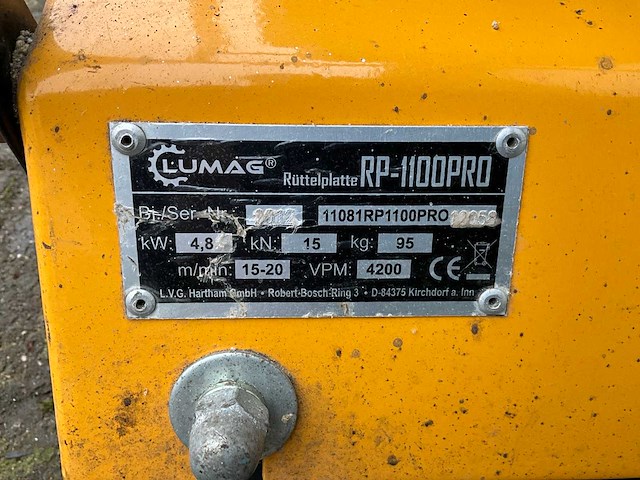 LUMAG® Rüttelplatte RP-1100PRO
Bj./Ser. Nr. 11081RP1100PRO
kW: 4,8 kN: 15 kg: 95
m/min: 15-20 VPM: 4200 CE
L.V.G. Hartham GmbH • Robert-Bosch-Ring 3 • D-84375 Kirchdorf a. Inn